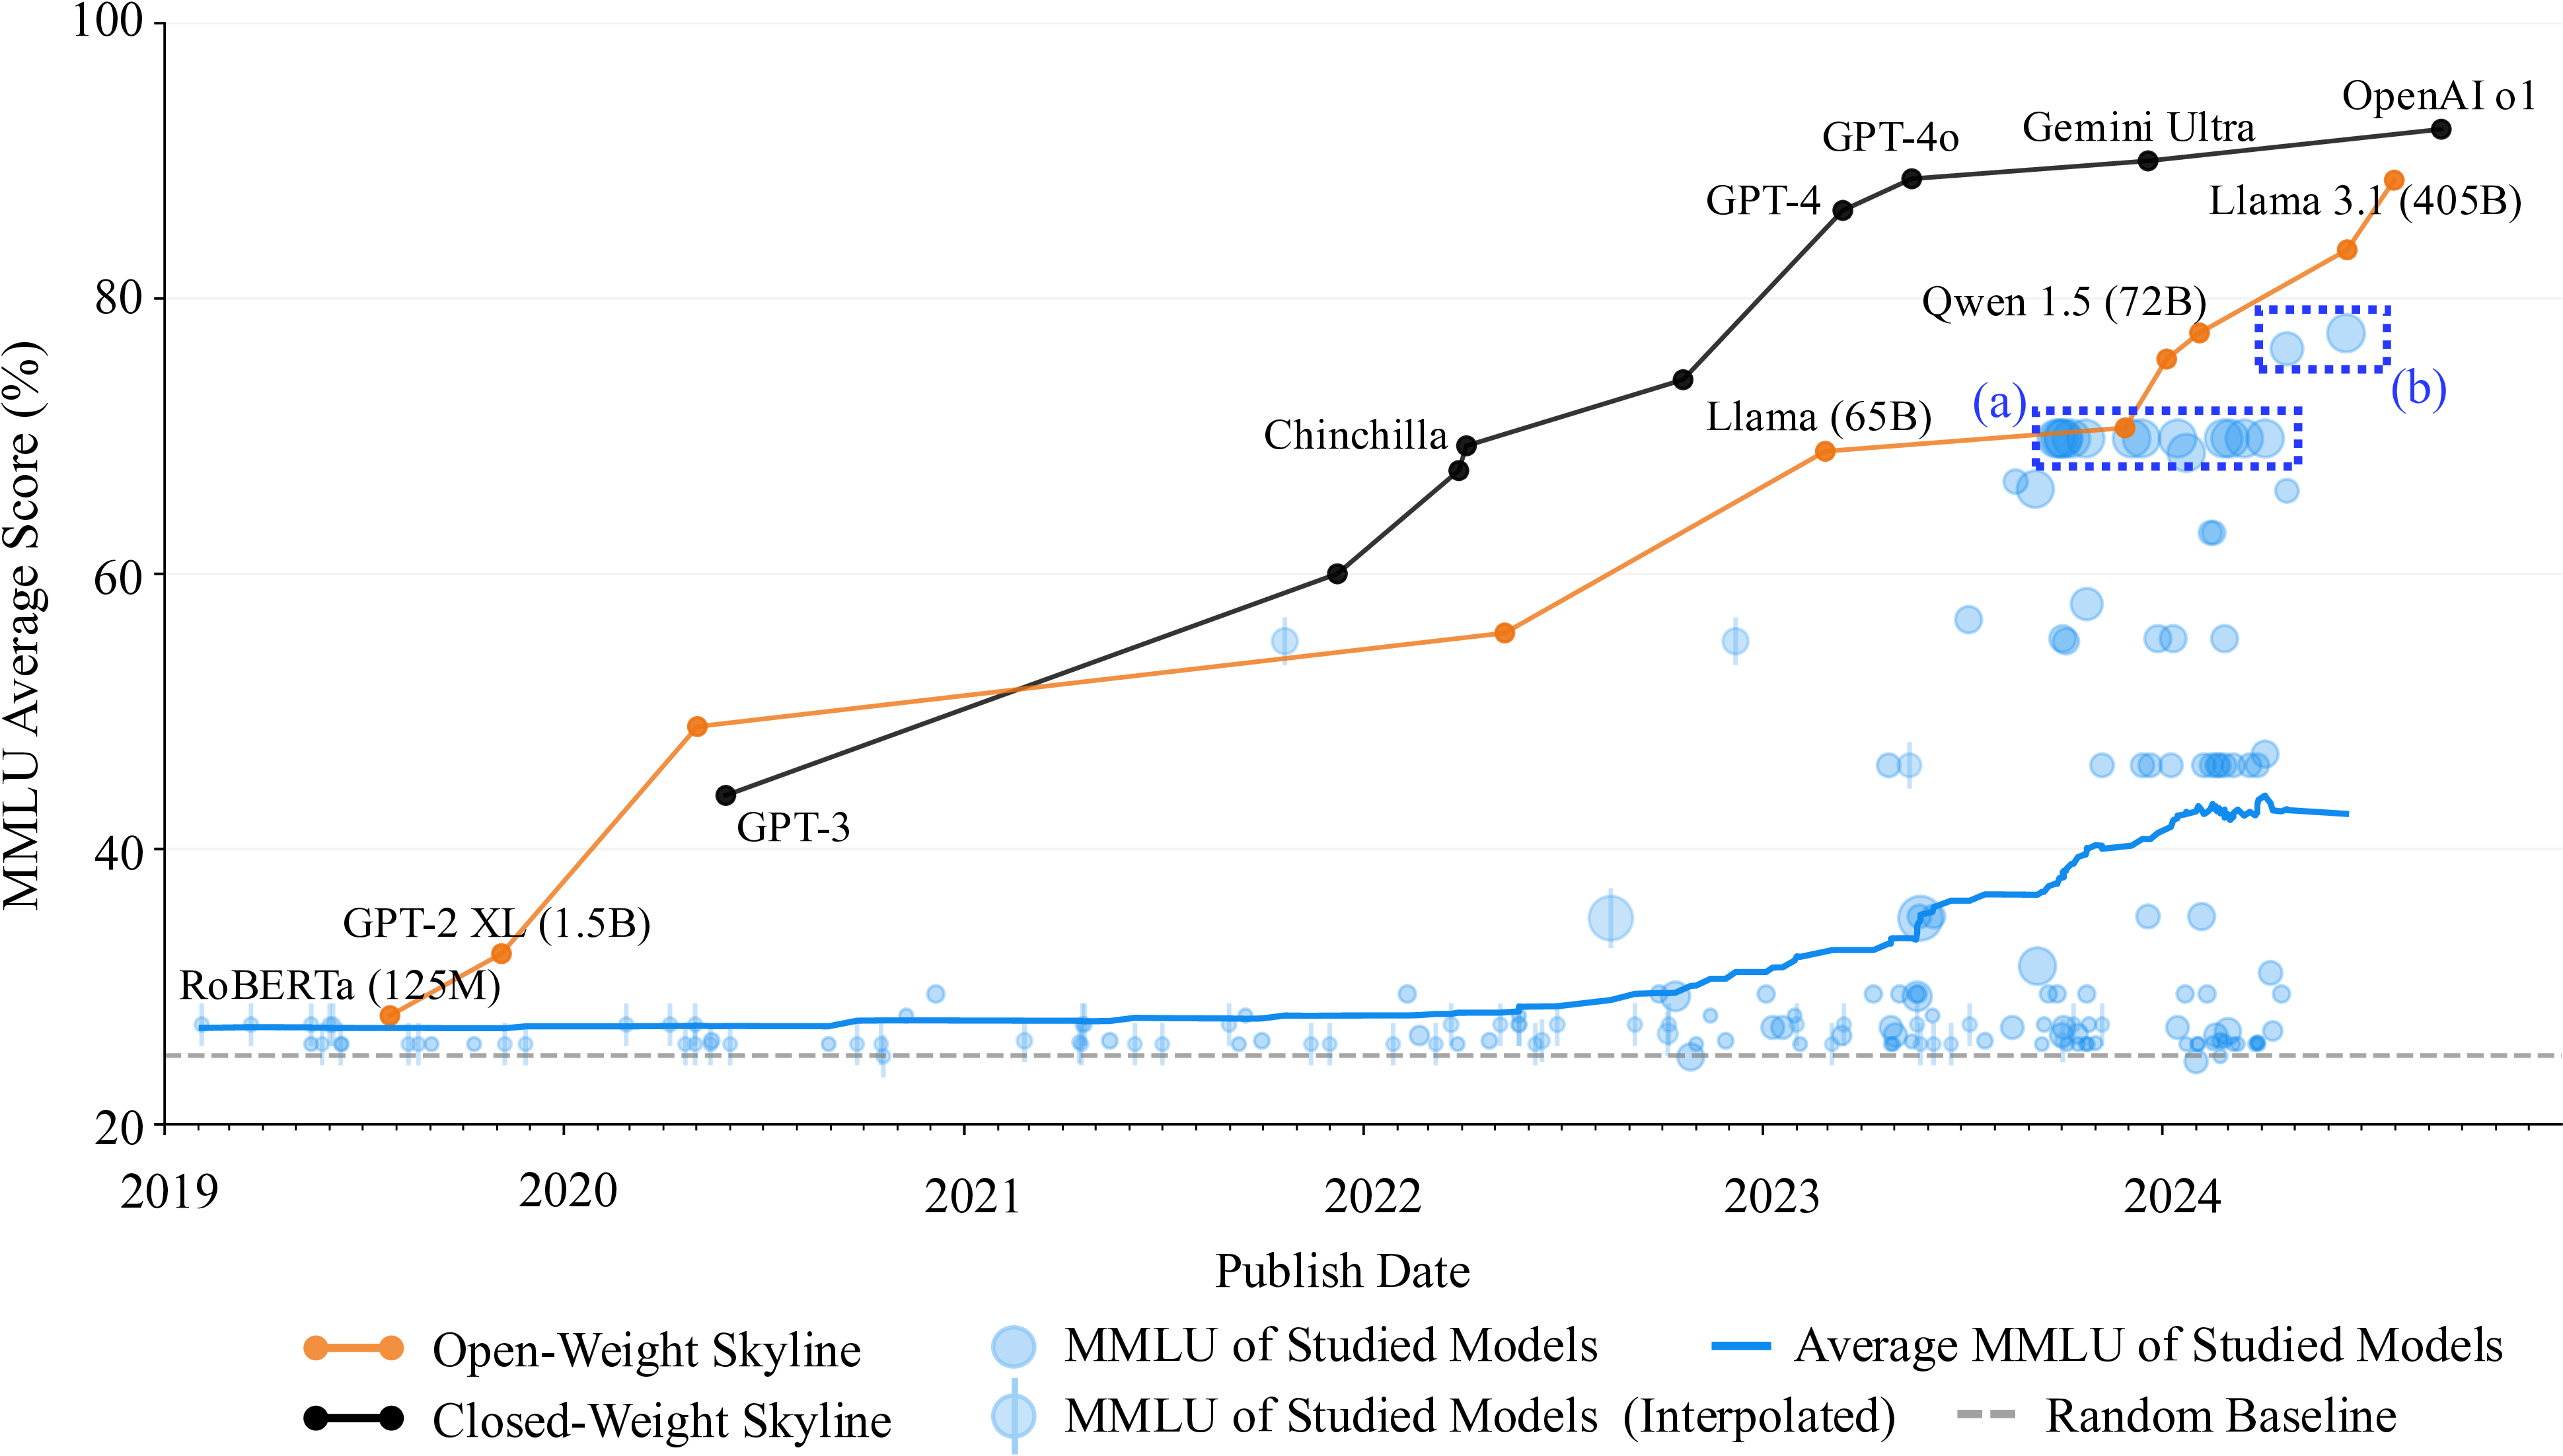 100
OpenAI o1
GPT-4o
Gemini Ultra
GPT-4
Llama 3.1 (405B)
80
Qwen 1.5 (72B)
(b)
(a)
Llama (65B)
Chinchilla
60
GPT-3
40
GPT-2 XL (1.5B)
RoBERTa (125M)
20
MMLU Average Score (%)
2019 2020 2021 2022 2023 2024
Publish Date
Open-Weight Skyline
MMLU of Studied Models
Average MMLU of Studied Models
Closed-Weight Skyline
MMLU of Studied Models (Interpolated)
Random Baseline